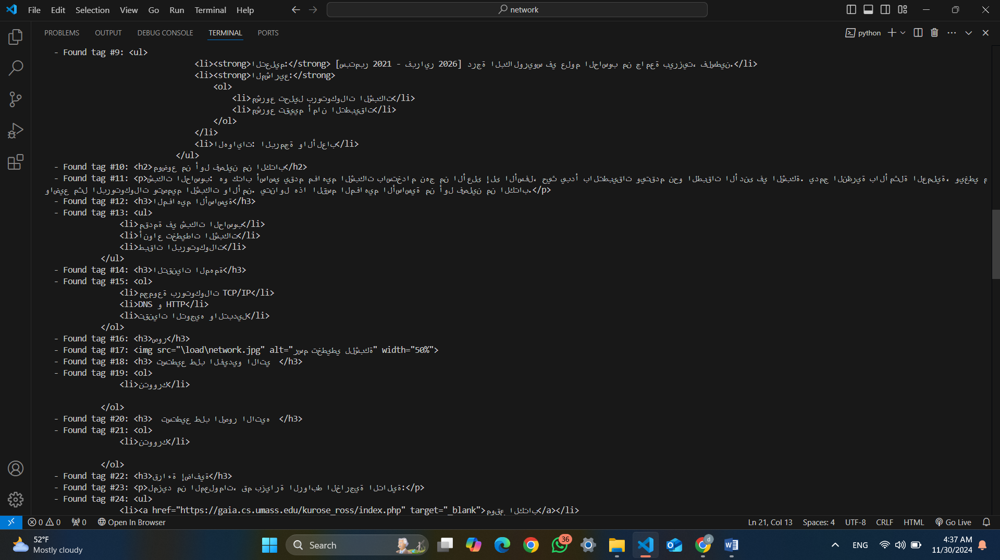 File Edit Selection View Go Run Terminal Help
network
PROBLEMS OUTPUT DEBUG CONSOLE TERMINAL PORTS
python
- Found tag #9: <ul>
<li><strong>التعليم:</strong> [سبتمبر 2021 - فبراير 2026] درجة البكالوريوس في علوم الحاسوب من جامعة بيرزيت، فلسطين.</li>
<li><strong>المشاريع:</strong>
<ol>
<li>مشروع تحليل بروتوكولات الشبكات</li>
<li>مشروع تقييم أمان التطبيقات</li>
</ol>
</li>
<li>الهوايات: البرمجة والألعاب</li>
</ul>
- Found tag #10: <h2>موضوع من أول فصلين من الكتاب</h2>
- Found tag #11: <p>شبكات الحاسوب: هو كتاب أساسي يقدم مفاهيم الشبكات باستخدام نهج من الأعلى إلى الأسفل، حيث يبدأ بالتطبيقات ويتقدم نحو الطبقات الأدنى في الشبكة. يدمج النظرية بالأمثلة العملية، ويغطي م
واضيع مثل البروتوكولات وتصميم الشبكات والأمن. يتناول هذا القسم المفاهيم الأساسية من أول فصلين من الكتاب.</p>
- Found tag #12: <h3>المفاهيم الأساسية</h3>
- Found tag #13: <ul>
<li>مقدمة في شبكات الحاسوب</li>
<li>أنواع تخطيطات الشبكات</li>
<li>طبقات البروتوكولات</li>
</ul>
- Found tag #14: <h3>التقنيات المهمة</h3>
- Found tag #15: <ol>
<li>مجموعة بروتوكولات TCP/IP</li>
<li>DNS و HTTP</li>
<li>تقنيات التوجيه والتبديل</li>
</ol>
- Found tag #16: <h3>صور</h3>
- Found tag #17: <img src="\load\network.jpg" alt="رسم تخطيطي للشبكة" width="50%">
- Found tag #18: <h3> تستطيع طلب الفيديو الاتي </h3>
- Found tag #19: <ol>
<li>نتوورك</li>
</ol>
- Found tag #20: <h3> تستطيع طلب الصور الاتيه </h3>
- Found tag #21: <ol>
<li>نتوورك</li>
</ol>
- Found tag #22: <h3>قراءة إضافية</h3>
- Found tag #23: <p>لمزيد من المعلومات، قم بزيارة الروابط الخارجية التالية:</p>
- Found tag #24: <ul>
<li><a href="https://gaia.cs.umass.edu/kurose_ross/index.php" target="_blank">موقع الكتاب</a></li>
0 0 0 Open In Browser Ln 21, Col 13 Spaces: 4 UTF-8 CRLF HTML Go Live
52°F
Mostly cloudy
Search
36
d
ENG
4:37 AM
11/30/2024